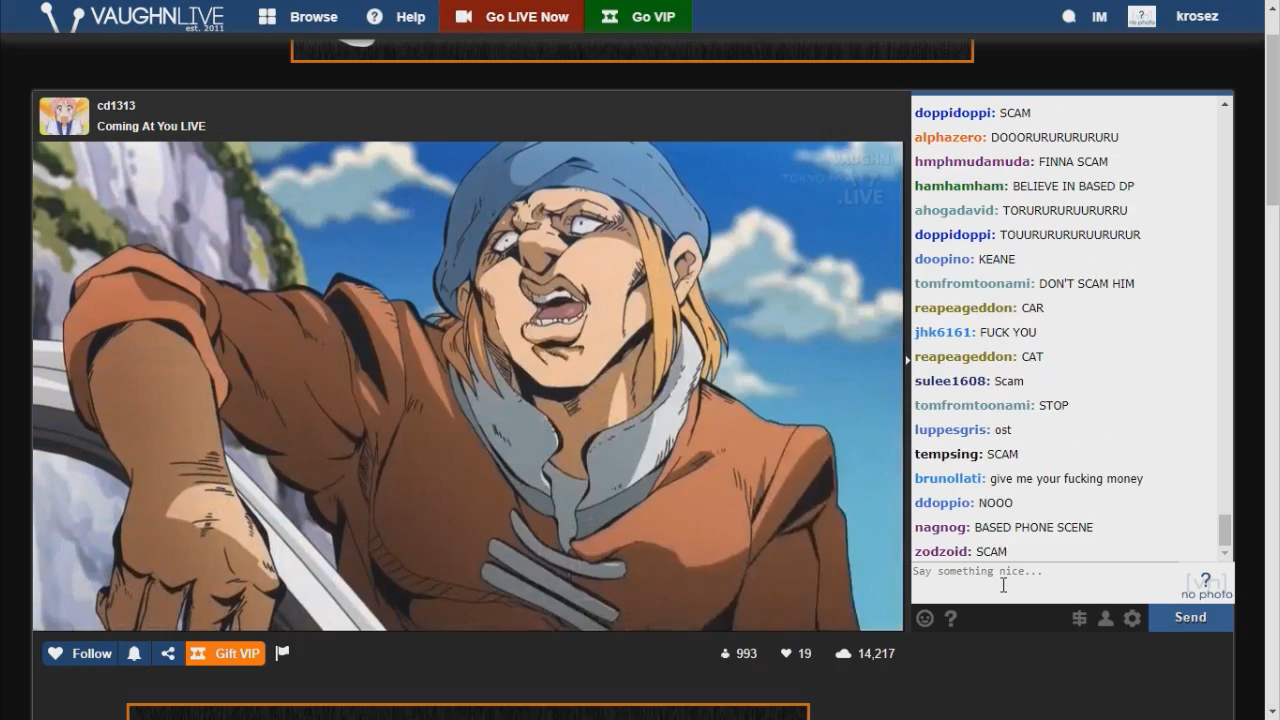 VAUGHNLIVE
est. 2011
Browse
Help
Go LIVE Now
Go VIP
IM
? no photo
krosez
cd1313
Coming At You LIVE
VAUGHN
.LIVE
doppidoppi: SCAM
alphazero: DOOORURURURURURU
hmphmudamuda: FINNA SCAM
hamhamham: BELIEVE IN BASED DP
ahogadavid: TORURURURUURURRU
doppidoppi: TOUURURURURUURURUR
doopino: KEANE
tomfromtoonami: DON'T SCAM HIM
reapeageddon: CAR
jhk6161: FUCK YOU
reapeageddon: CAT
sulee1608: Scam
tomfromtoonami: STOP
luppesgris: ost
tempsing: SCAM
brunollati: give me your fucking money
ddoppio: NOOO
nagnog: BASED PHONE SCENE
zodzoid: SCAM
Say something nice...
[vn]
?
no photo
?
Send
Follow
Gift VIP
993
19
14,217